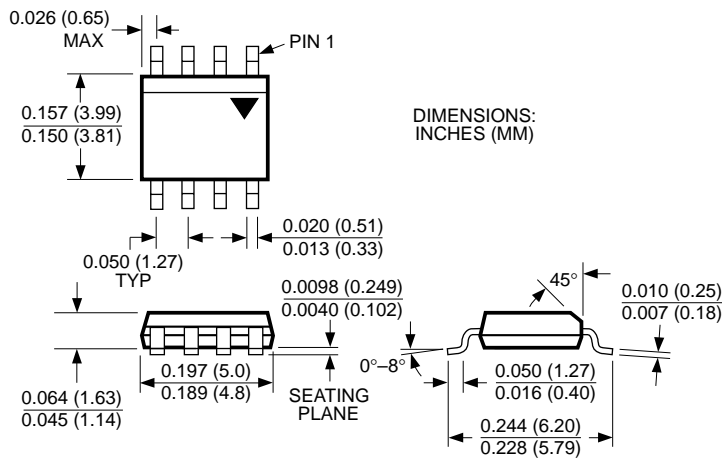 0.026 (0.65)
MAX
PIN 1
0.157 (3.99)
0.150 (3.81)
DIMENSIONS:
INCHES (MM)
0.020 (0.51)
0.013 (0.33)
0.050 (1.27)
TYP
0.0098 (0.249)
0.0040 (0.102)
45°
0.010 (0.25)
0.007 (0.18)
0°–8°
0.064 (1.63)
0.045 (1.14)
0.197 (5.0)
0.189 (4.8)
SEATING
PLANE
0.050 (1.27)
0.016 (0.40)
0.244 (6.20)
0.228 (5.79)